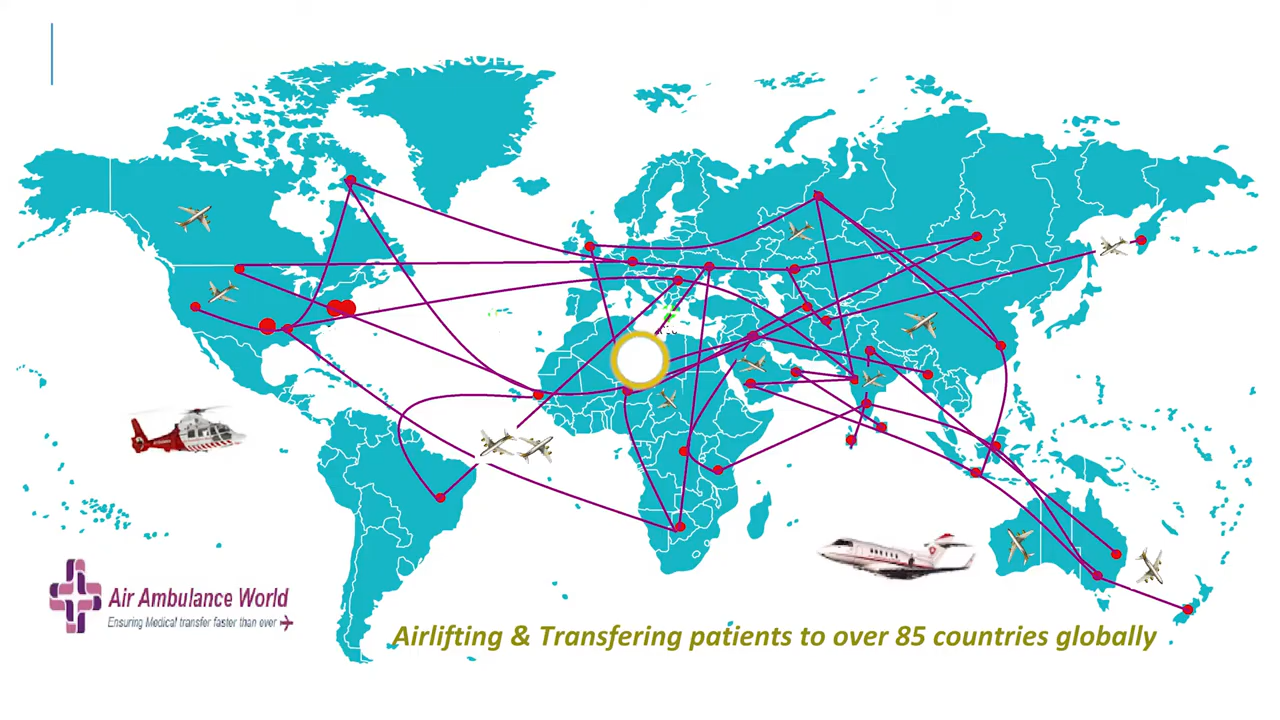 Air Ambulance World
Ensuring Medical transfer faster than ever
Airlifting & Transfering patients to over 85 countries globally